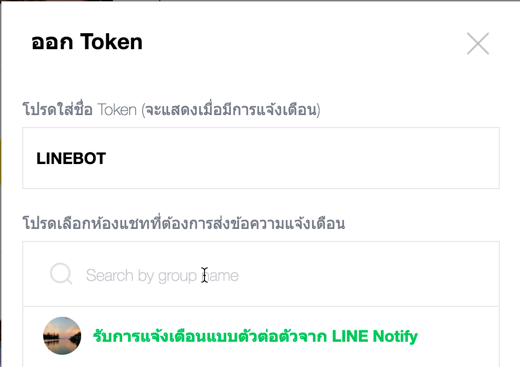 ออก Token
โปรดใส่ชื่อ Token (จะแสดงเมื่อมีการแจ้งเตือน)
LINEBOT
โปรดเลือกห้องแชทที่ต้องการส่งข้อความแจ้งเตือน
Search by group name
รับการแจ้งเตือนแบบตัวต่อตัวจาก LINE Notify